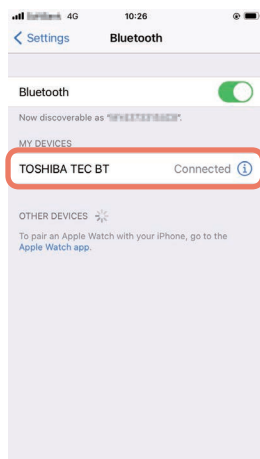 4G 10:26
Settings Bluetooth
Bluetooth
Now discoverable as "
MY DEVICES
TOSHIBA TEC BT Connected i
OTHER DEVICES
To pair an Apple Watch with your iPhone, go to the
Apple Watch app.